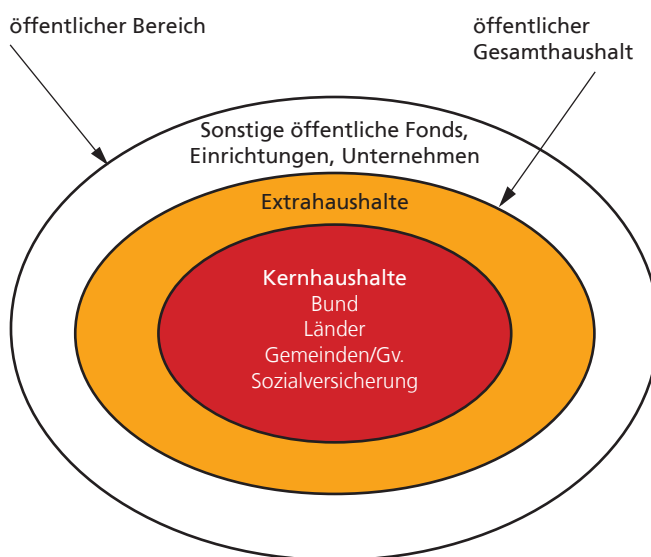 öffentlicher Bereich
öffentlicher
Gesamthaushalt
Sonstige öffentliche Fonds,
Einrichtungen, Unternehmen
Extrahaushalte
Kernhaushalte
Bund
Länder
Gemeinden/Gv.
Sozialversicherung